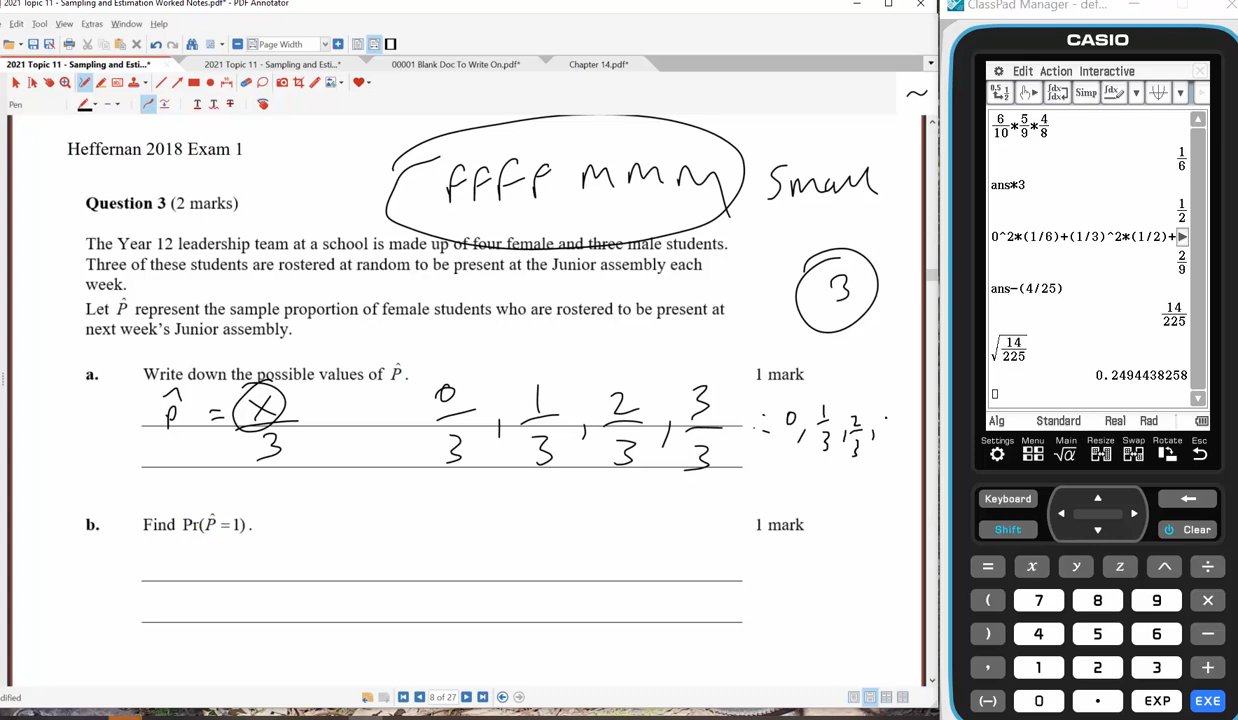 2021 Topic 11 - Sampling and Estimation Worked Notes.pdf* - PDF Annotator
ClassPad Manager - def...
Edit Tool View Extras Window Help
Page Width
2021 Topic 11 - Sampling and Esti...*
2021 Topic 11 - Sampling and Esti...*
00001 Blank Doc To Write On.pdf*
Chapter 14.pdf*
Pen
Heffernan 2018 Exam 1
FFFF MMM small
Question 3 (2 marks)
The Year 12 leadership team at a school is made up of four female and three male students.
Three of these students are rostered at random to be present at the Junior assembly each
week.
3
Let P̂ represent the sample proportion of female students who are rostered to be present at
next week's Junior assembly.
a. Write down the possible values of P̂. 1 mark
p̂ = X/3 0/3, 1/3, 2/3, 3/3 ∴ 0, 1/3, 2/3,
b. Find Pr(P̂ = 1). 1 mark
dified
8 of 27
CASIO
Edit Action Interactive
Simp
6/10*5/9*4/8
1/6
ans*3
1/2
0^2*(1/6)+(1/3)^2*(1/2)+
2/9
ans-(4/25)
14/225
√14/225
0.2494438258
Alg Standard Real Rad
Settings Menu Main Resize Swap Rotate Esc
Keyboard
Shift
Clear
= x y z ^ ÷
( 7 8 9 ×
) 4 5 6 −
, 1 2 3 +
(−) 0 • EXP EXE